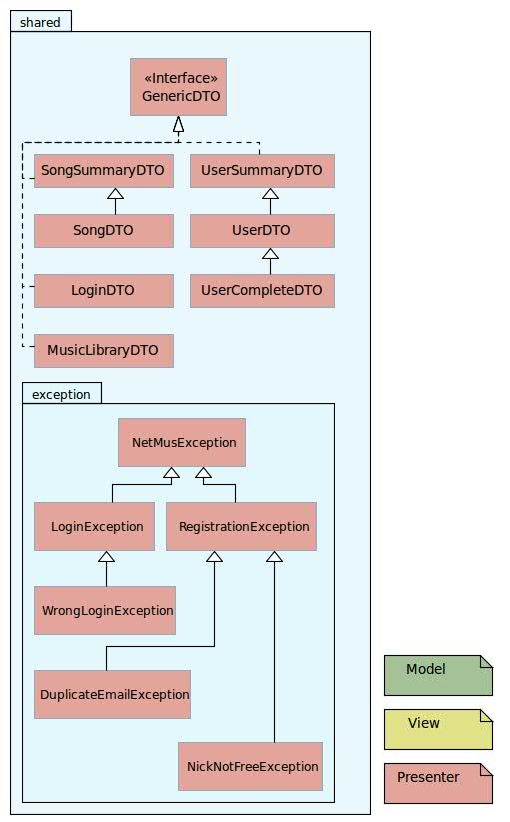 shared
«Interface»
GenericDTO
SongSummaryDTO
UserSummaryDTO
SongDTO
UserDTO
LoginDTO
UserCompleteDTO
MusicLibraryDTO
exception
NetMusException
LoginException
RegistrationException
WrongLoginException
DuplicateEmailException
NickNotFreeException
Model
View
Presenter